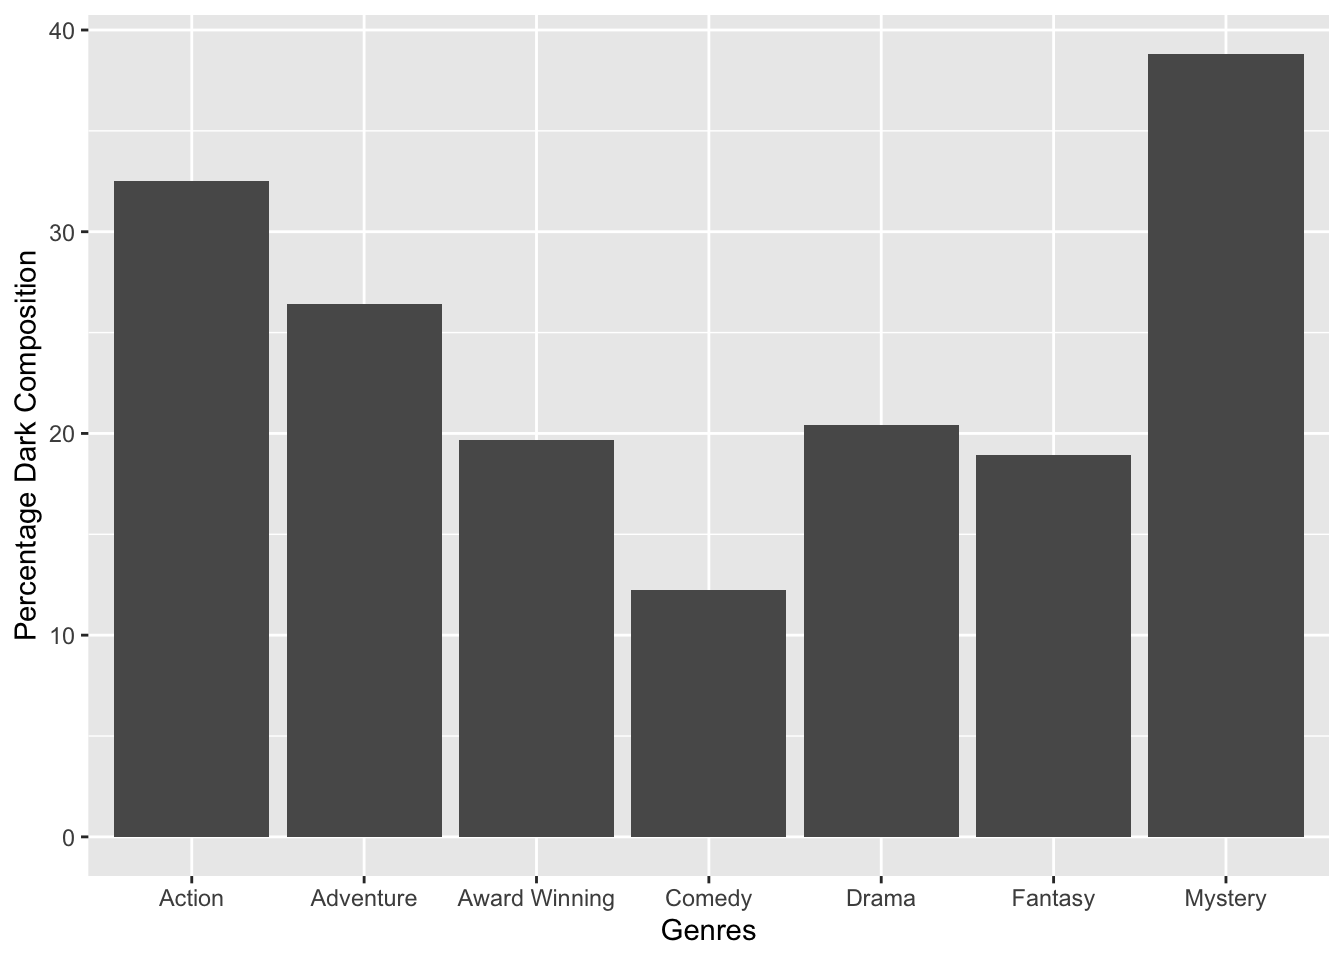 Percentage Dark Composition
40
30
20
10
0
Action Adventure Award Winning Comedy Drama Fantasy Mystery
Genres